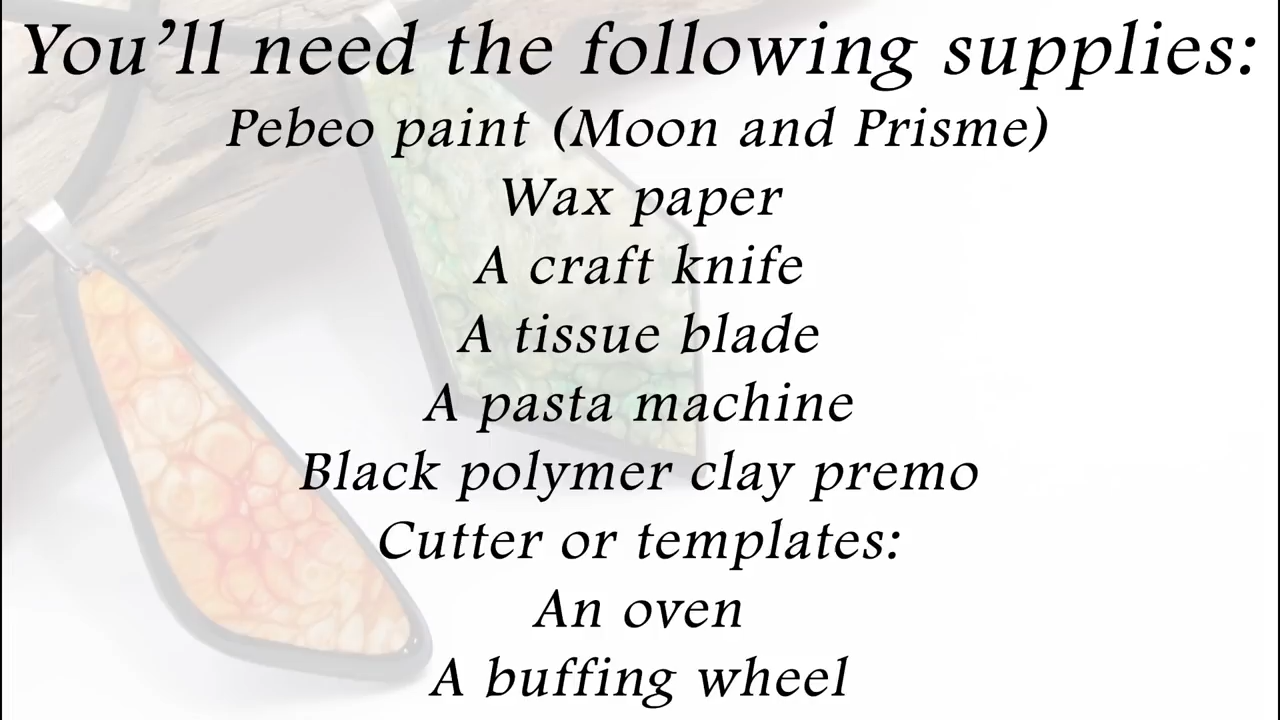 You'll need the following supplies:
Pebeo paint (Moon and Prisme)
Wax paper
A craft knife
A tissue blade
A pasta machine
Black polymer clay premo
Cutter or templates:
An oven
A buffing wheel